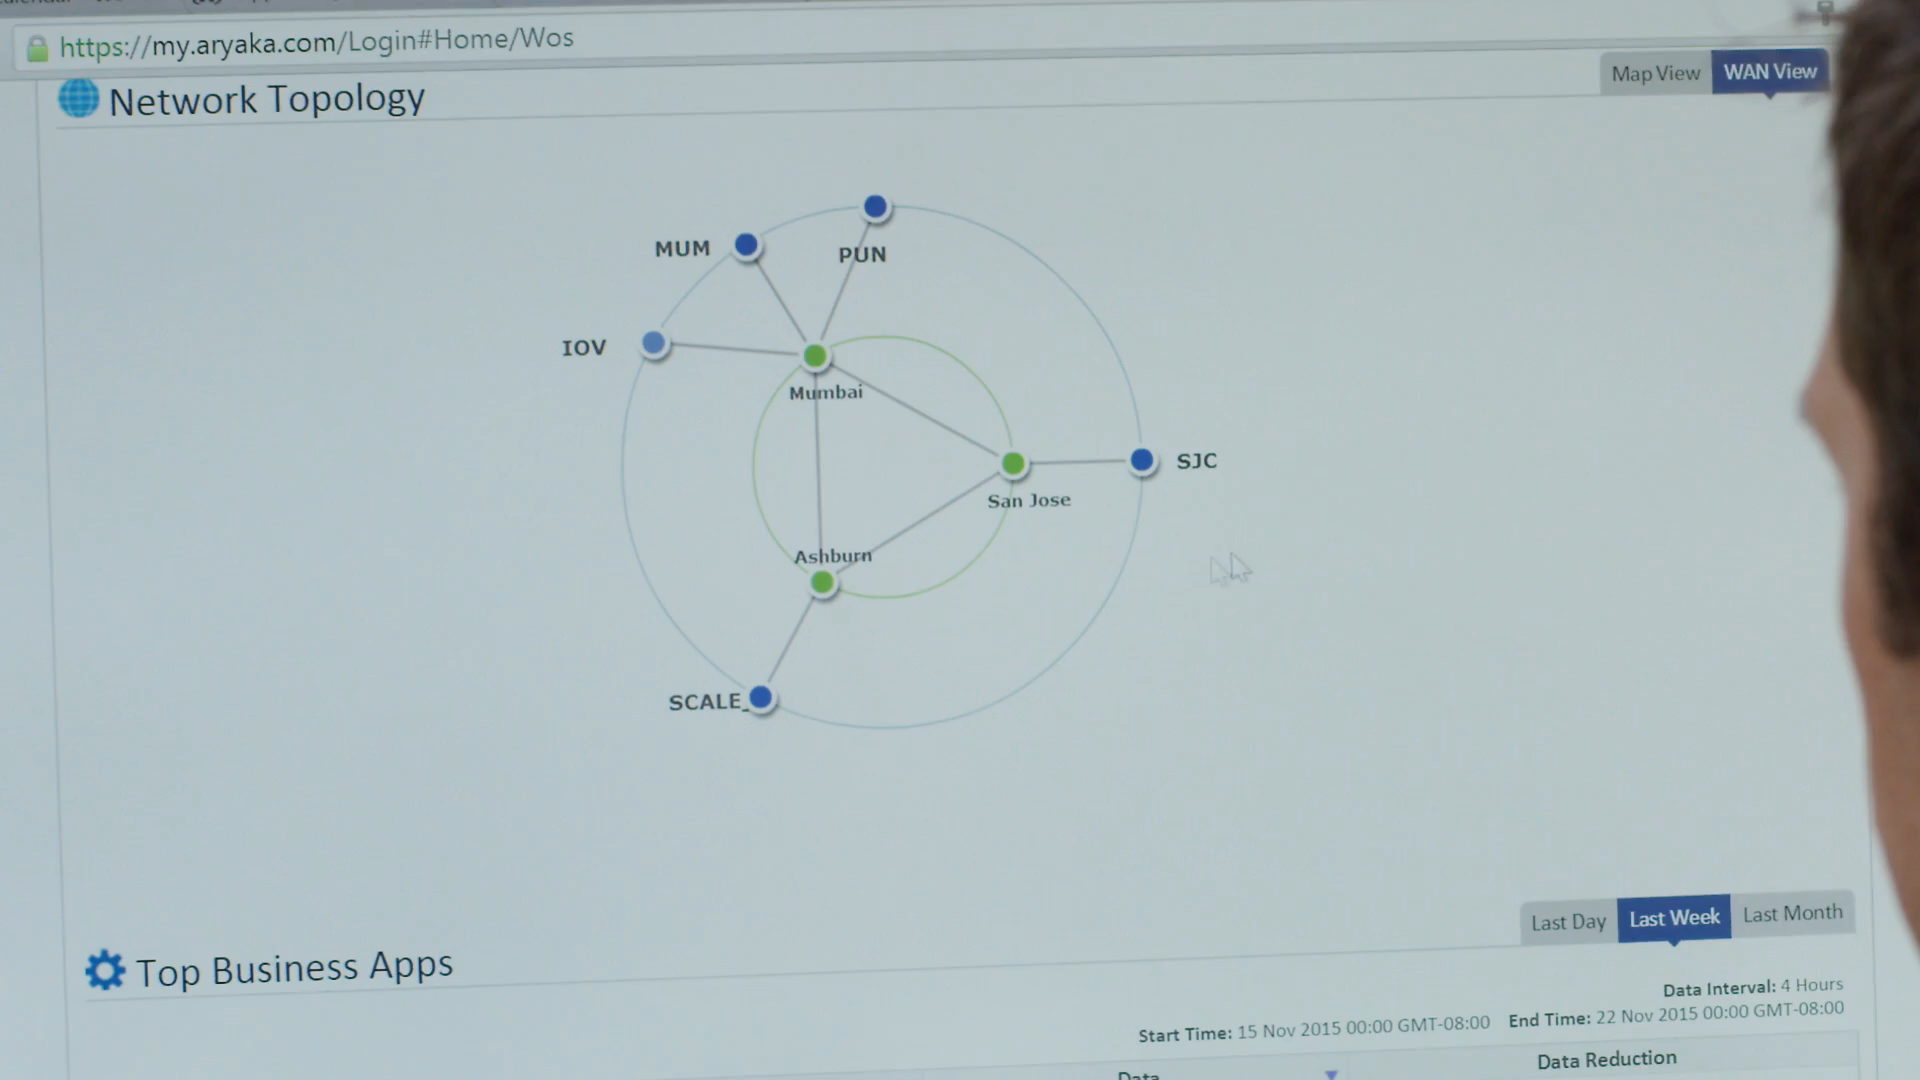 https://my.aryaka.com/Login#Home/Wos
Network Topology
Map View
WAN View
PUN
MUM
IOV
Mumbai
SJC
San Jose
Ashburn
SCALE_
Last Day
Last Week
Last Month
Top Business Apps
Data Interval: 4 Hours
Start Time: 15 Nov 2015 00:00 GMT-08:00 End Time: 22 Nov 2015 00:00 GMT-08:00
Data
Data Reduction